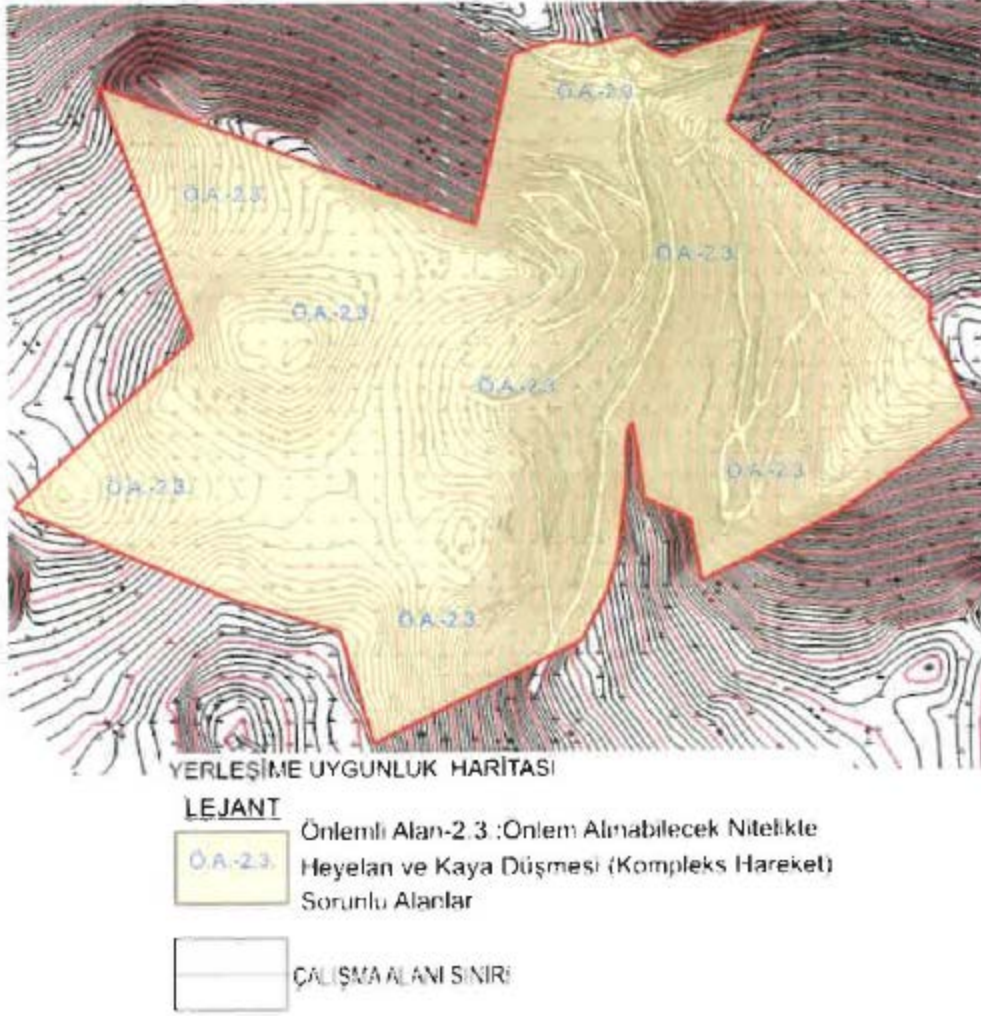 Ö.A.-2.3.
Ö.A.-2.3.
Ö.A.-2.3.
Ö.A.-2.3.
Ö.A.-2.3.
Ö.A.-2.3.
Ö.A.-2.3.
Ö.A.-2.3.
YERLEŞİME UYGUNLUK HARİTASI
LEJANT
Ö.A.-2.3.
Önlemli Alan-2.3.:Önlem Alınabilecek Nitelikte
Heyelan ve Kaya Düşmesi (Kompleks Hareket)
Sorunlu Alanlar
ÇALIŞMA ALANI SINIRI